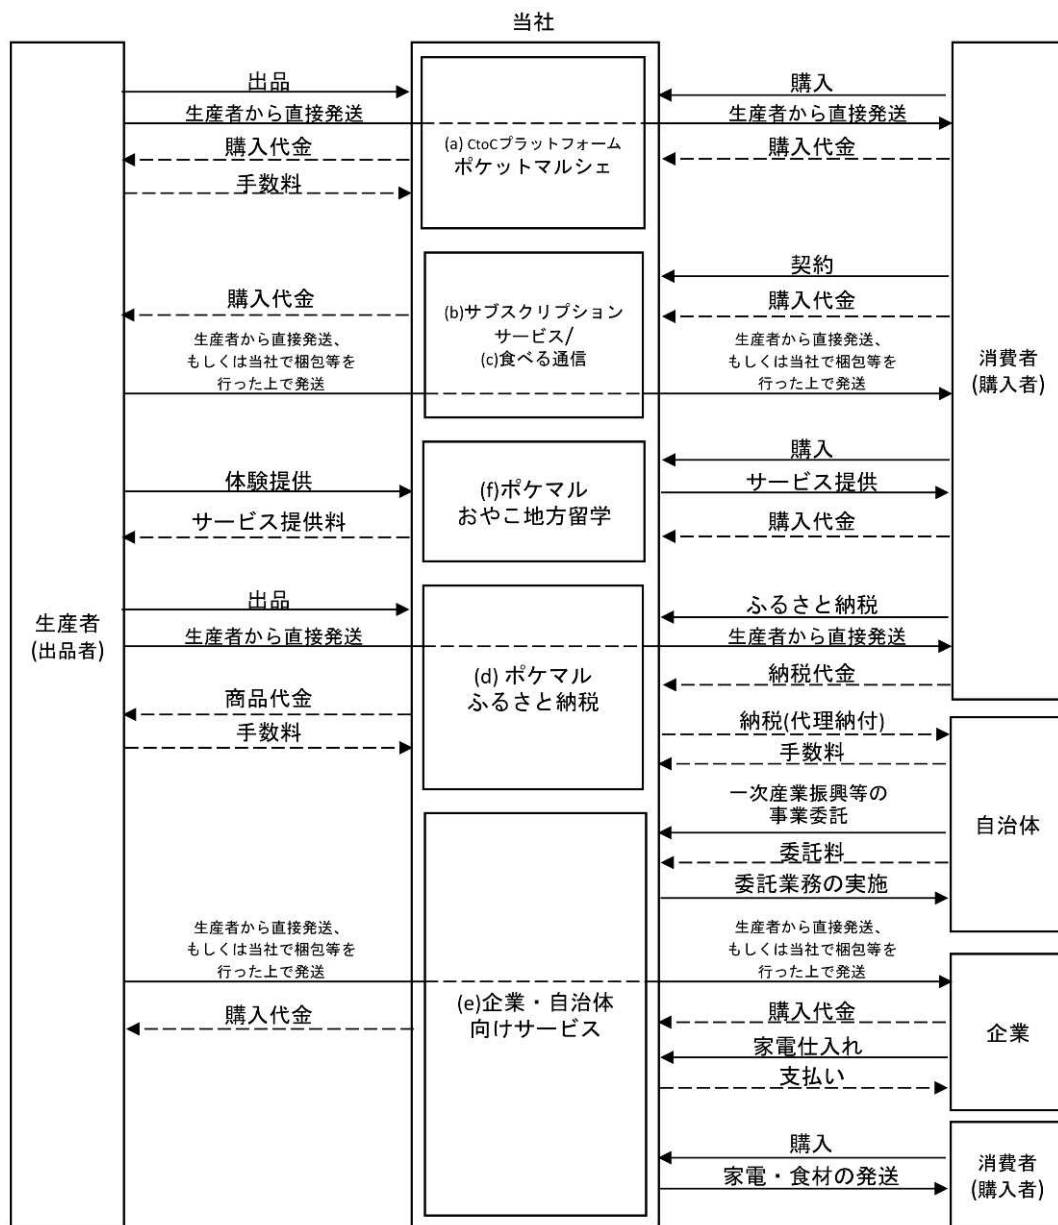 当社
生産者
(出品者)
出品
生産者から直接発送
購入代金
手数料
(a) CtoCプラットフォーム
ポケットマルシェ
購入
生産者から直接発送
購入代金
購入代金
生産者から直接発送、
もしくは当社で梱包等を
行った上で発送
(b)サブスクリプション
サービス/
(c)食べる通信
契約
購入代金
生産者から直接発送、
もしくは当社で梱包等を
行った上で発送
消費者
(購入者)
体験提供
サービス提供料
(f)ポケマル
おやこ地方留学
購入
サービス提供
購入代金
出品
生産者から直接発送
商品代金
手数料
(d) ポケマル
ふるさと納税
ふるさと納税
生産者から直接発送
納税代金
納税(代理納付)
手数料
一次産業振興等の
事業委託
委託料
委託業務の実施
自治体
生産者から直接発送、
もしくは当社で梱包等を
行った上で発送
購入代金
(e)企業・自治体
向けサービス
生産者から直接発送、
もしくは当社で梱包等を
行った上で発送
購入代金
家電仕入れ
支払い
企業
購入
家電・食材の発送
消費者
(購入者)